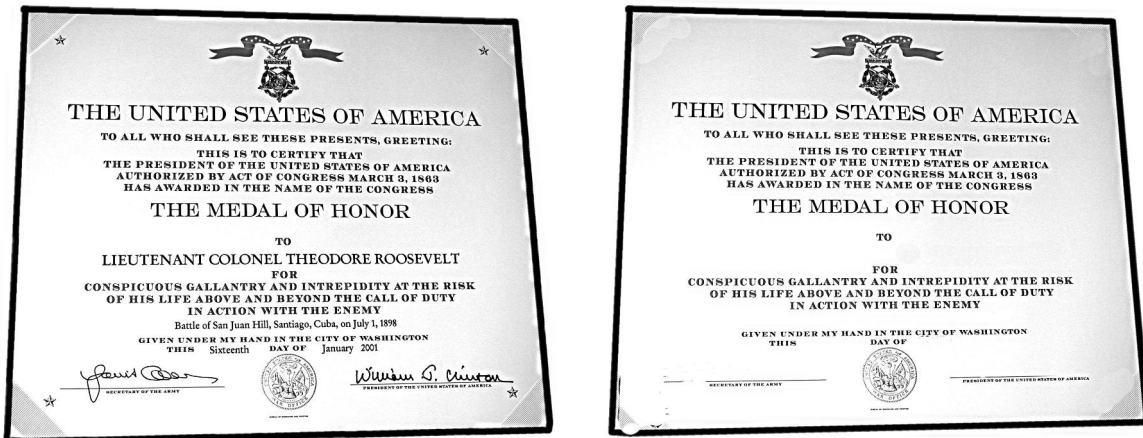 THE UNITED STATES OF AMERICA
TO ALL WHO SHALL SEE THESE PRESENTS, GREETING:
THIS IS TO CERTIFY THAT
THE PRESIDENT OF THE UNITED STATES OF AMERICA
AUTHORIZED BY ACT OF CONGRESS MARCH 3, 1863
HAS AWARDED IN THE NAME OF THE CONGRESS
THE MEDAL OF HONOR
TO
LIEUTENANT COLONEL THEODORE ROOSEVELT
FOR
CONSPICUOUS GALLANTRY AND INTREPIDITY AT THE RISK
OF HIS LIFE ABOVE AND BEYOND THE CALL OF DUTY
IN ACTION WITH THE ENEMY
Battle of San Juan Hill, Santiago, Cuba, on July 1, 1898
GIVEN UNDER MY HAND IN THE CITY OF WASHINGTON
THIS Sixteenth DAY OF January 2001
William J. Clinton
SECRETARY OF THE ARMY
PRESIDENT OF THE UNITED STATES OF AMERICA
THE UNITED STATES OF AMERICA
TO ALL WHO SHALL SEE THESE PRESENTS, GREETING:
THIS IS TO CERTIFY THAT
THE PRESIDENT OF THE UNITED STATES OF AMERICA
AUTHORIZED BY ACT OF CONGRESS MARCH 3, 1863
HAS AWARDED IN THE NAME OF THE CONGRESS
THE MEDAL OF HONOR
TO
FOR
CONSPICUOUS GALLANTRY AND INTREPIDITY AT THE RISK
OF HIS LIFE ABOVE AND BEYOND THE CALL OF DUTY
IN ACTION WITH THE ENEMY
GIVEN UNDER MY HAND IN THE CITY OF WASHINGTON
THIS DAY OF
SECRETARY OF THE ARMY
PRESIDENT OF THE UNITED STATES OF AMERICA